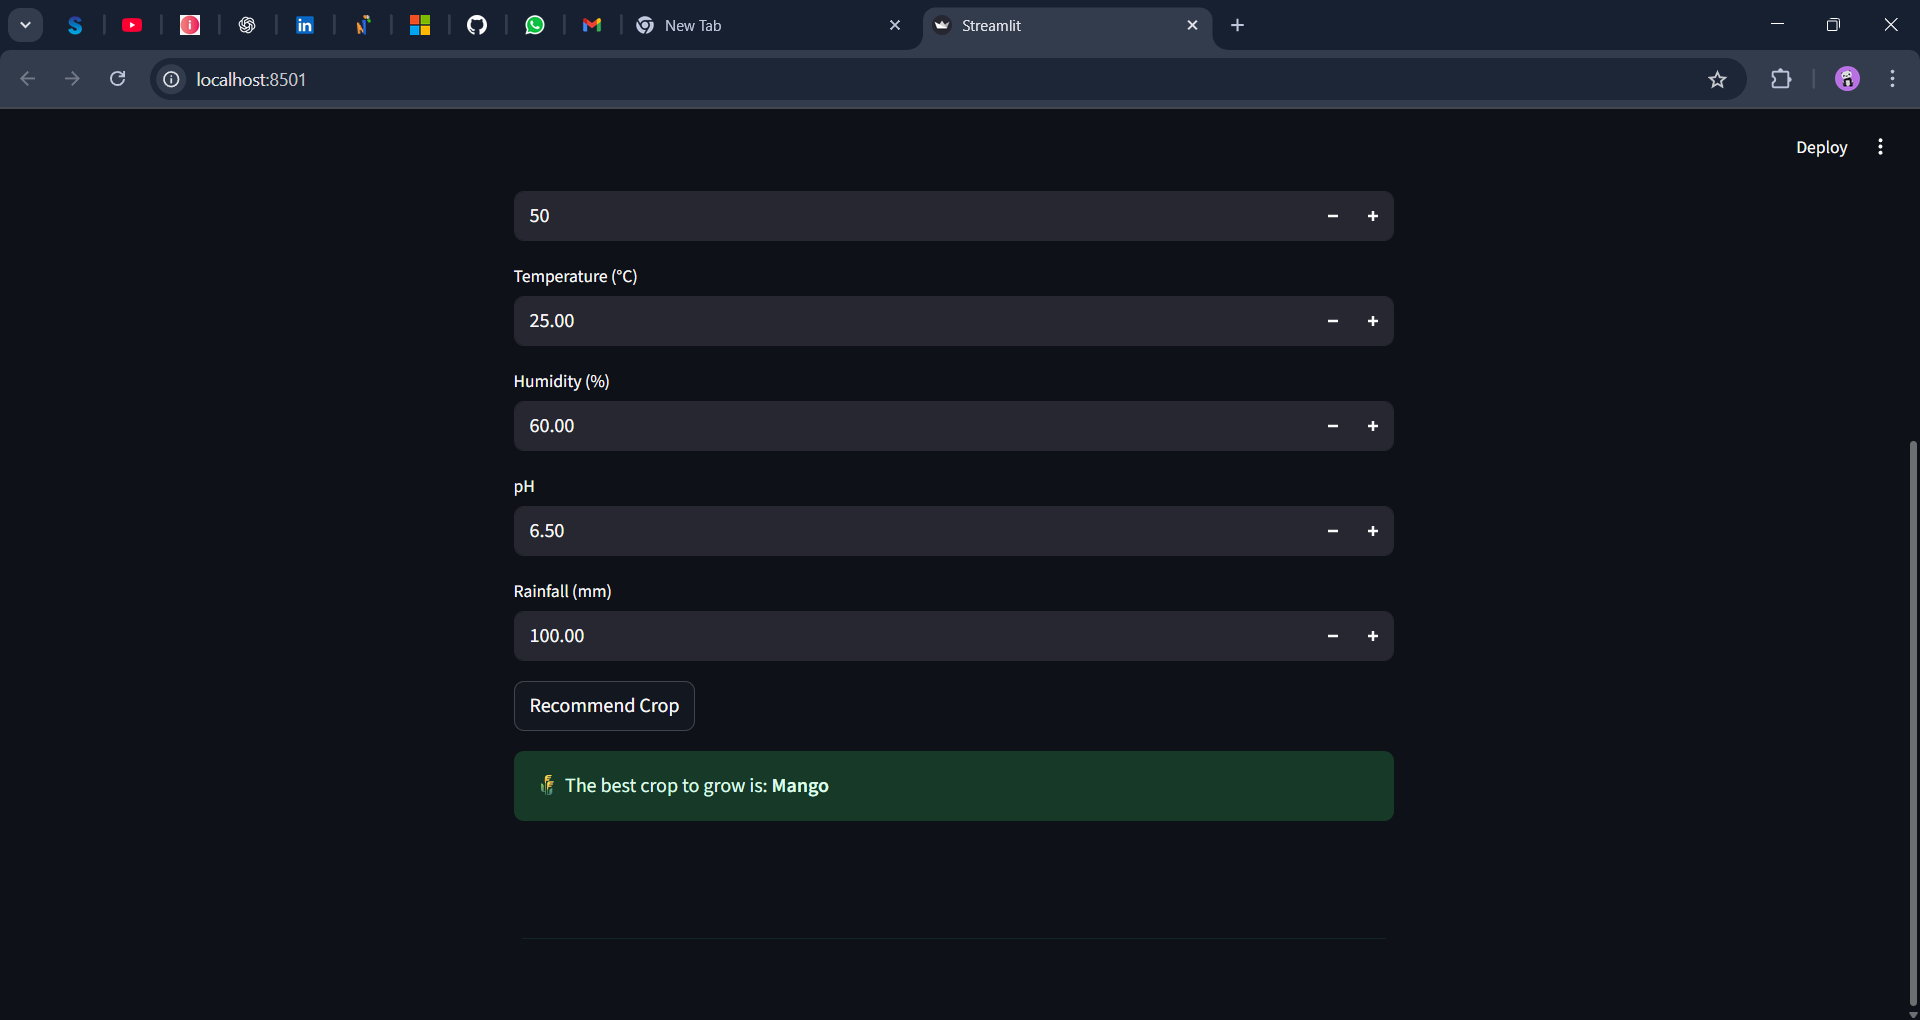 New Tab
Streamlit
localhost:8501
Deploy
50
Temperature (°C)
25.00
Humidity (%)
60.00
pH
6.50
Rainfall (mm)
100.00
Recommend Crop
The best crop to grow is: Mango